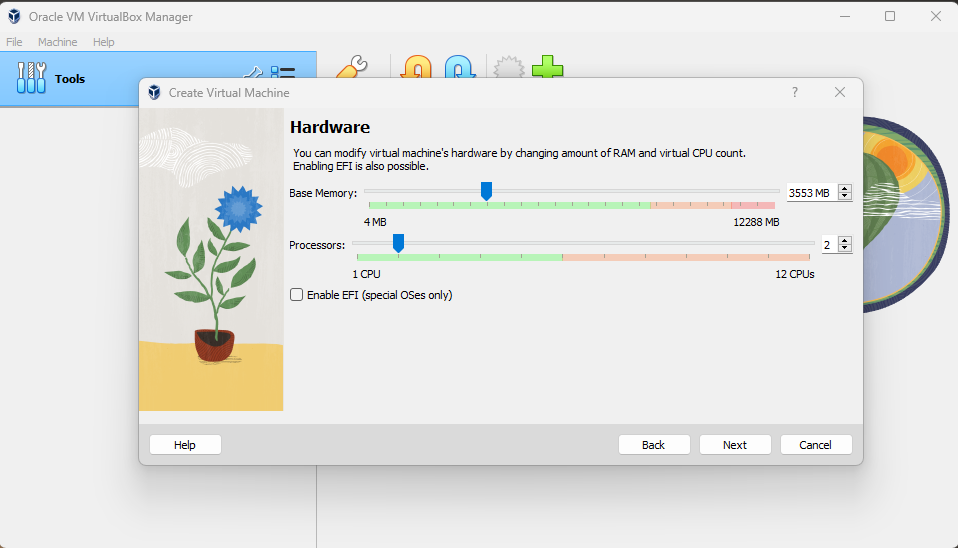 Oracle VM VirtualBox Manager
File Machine Help
Tools
Create Virtual Machine
?
Hardware
You can modify virtual machine's hardware by changing amount of RAM and virtual CPU count.
Enabling EFI is also possible.
Base Memory: 3553 MB
4 MB 12288 MB
Processors: 2
1 CPU 12 CPUs
Enable EFI (special OSes only)
Help Back Next Cancel